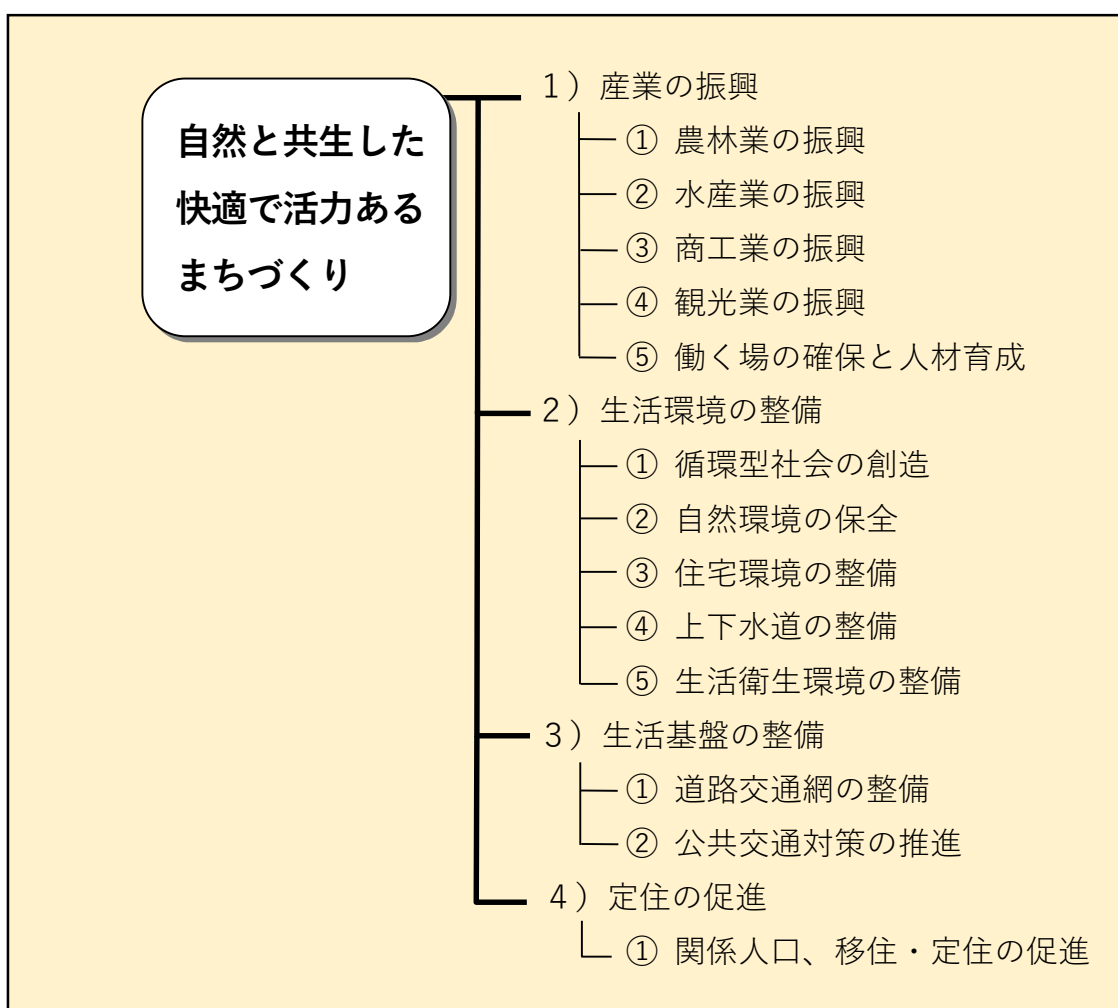 自然と共生した
快適で活力ある
まちづくり
1）産業の振興
① 農林業の振興
② 水産業の振興
③ 商工業の振興
④ 観光業の振興
⑤ 働く場の確保と人材育成
2）生活環境の整備
① 循環型社会の創造
② 自然環境の保全
③ 住宅環境の整備
④ 上下水道の整備
⑤ 生活衛生環境の整備
3）生活基盤の整備
① 道路交通網の整備
② 公共交通対策の推進
4）定住の促進
① 関係人口、移住・定住の促進